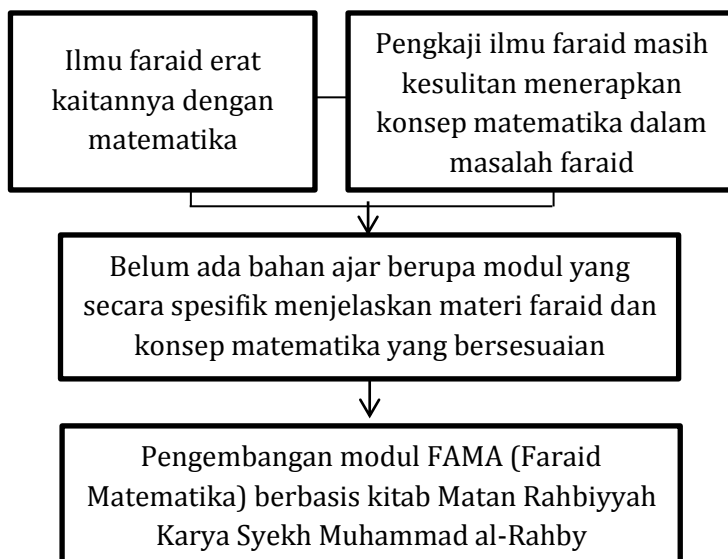 Ilmu faraid erat
kaitannya dengan
matematika
Pengkaji ilmu faraid masih
kesulitan menerapkan
konsep matematika dalam
masalah faraid
Belum ada bahan ajar berupa modul yang
secara spesifik menjelaskan materi faraid dan
konsep matematika yang bersesuaian
Pengembangan modul FAMA (Faraid
Matematika) berbasis kitab Matan Rahbiyyah
Karya Syekh Muhammad al-Rahby